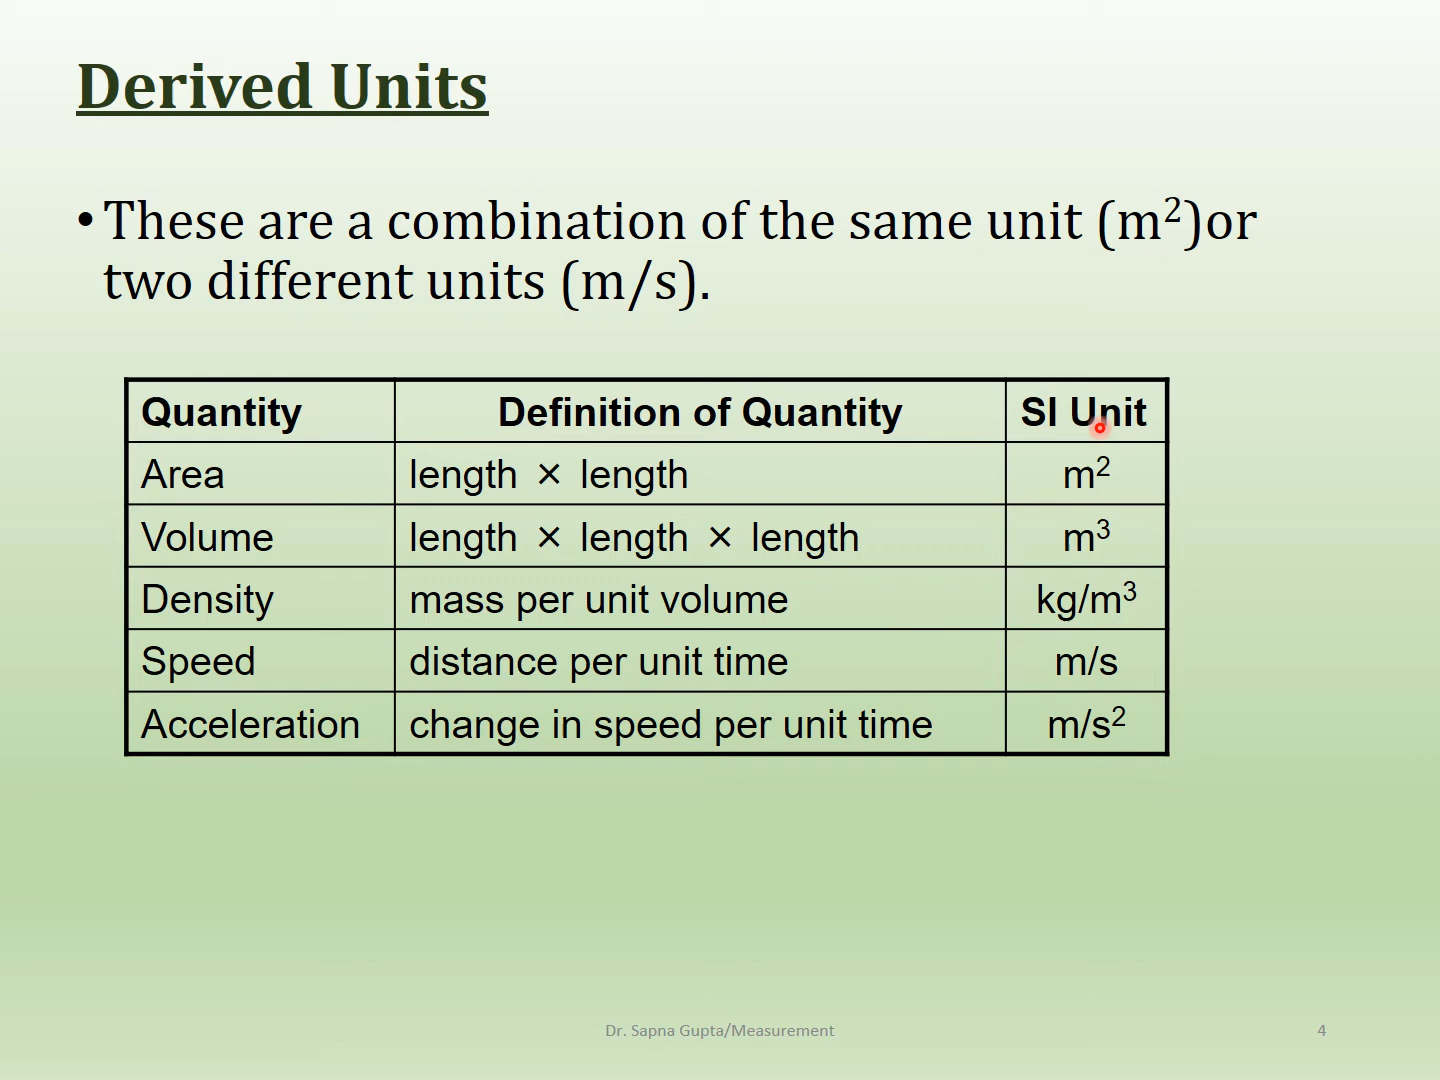 Derived Units
•These are a combination of the same unit (m²)or
two different units (m/s).
Quantity Definition of Quantity SI Unit
Area length × length m²
Volume length × length × length m³
Density mass per unit volume kg/m³
Speed distance per unit time m/s
Acceleration change in speed per unit time m/s²
Dr. Sapna Gupta/Measurement 4